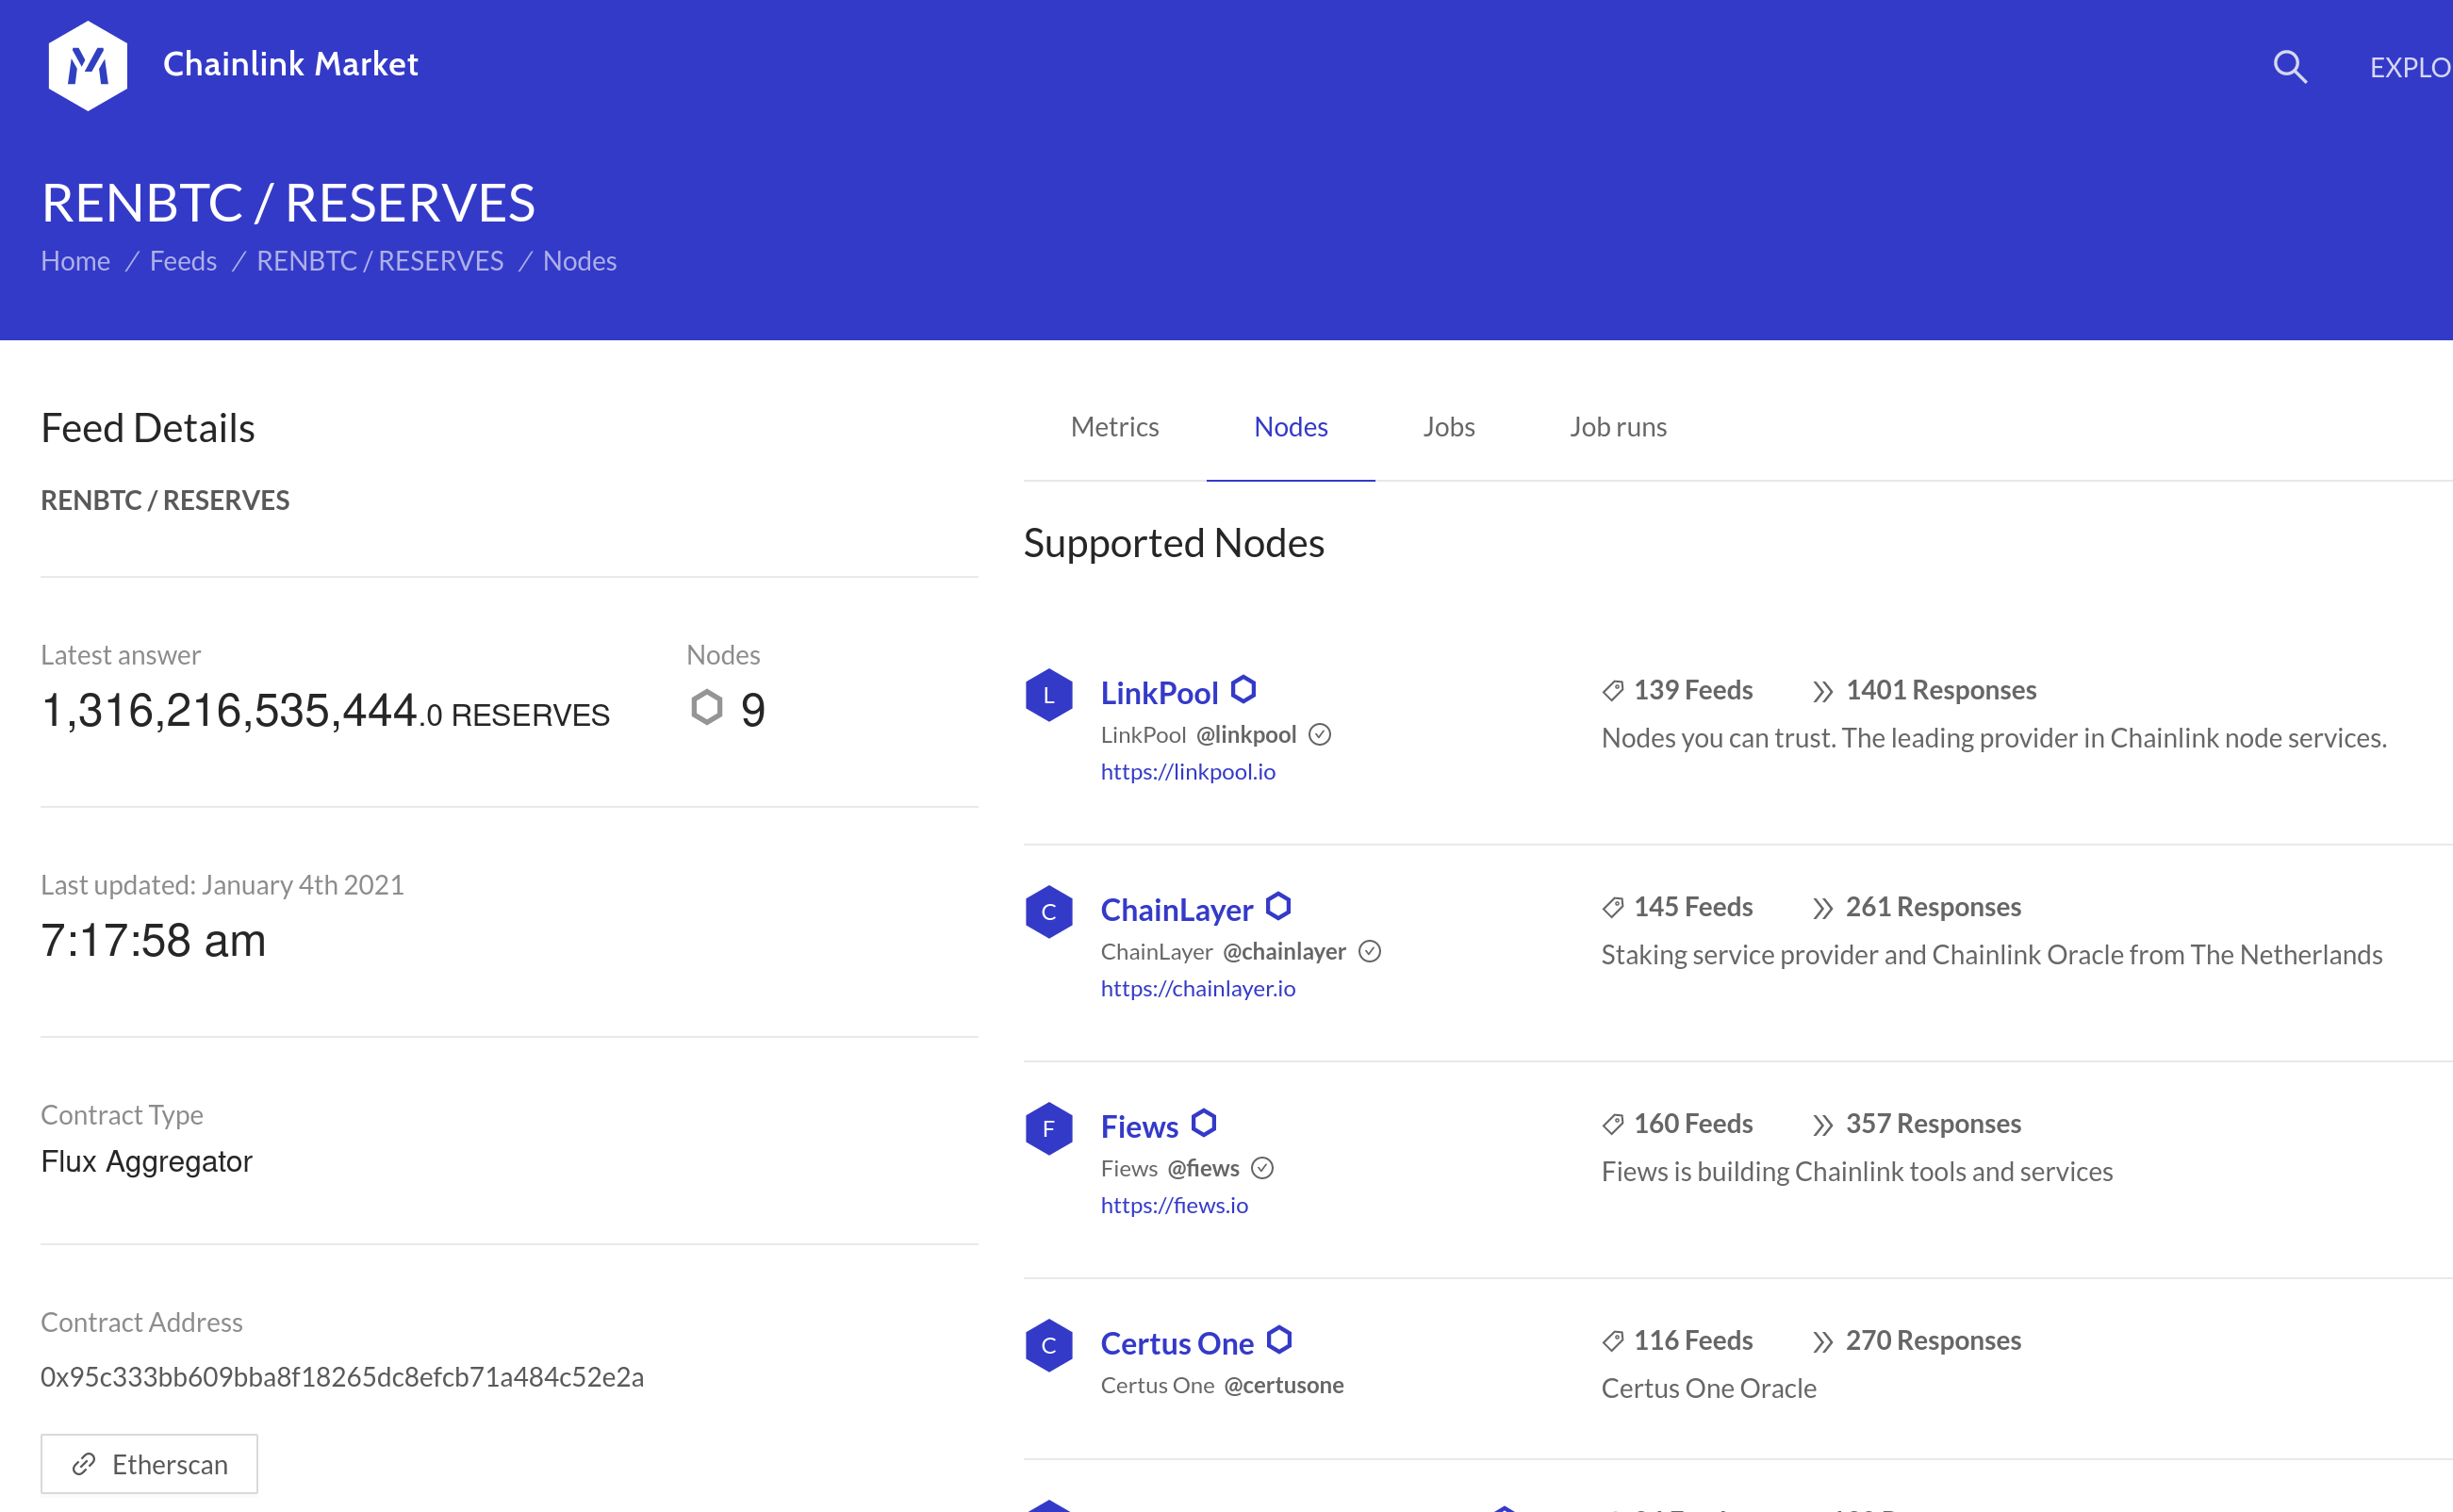 Chainlink Market
EXPLO
RENBTC / RESERVES
Home / Feeds / RENBTC / RESERVES / Nodes
Feed Details
RENBTC / RESERVES
Latest answer
1,316,216,535,444.0 RESERVES
Nodes
9
Last updated: January 4th 2021
7:17:58 am
Contract Type
Flux Aggregator
Contract Address
0x95c333bb609bba8f18265dc8efcb71a484c52e2a
Etherscan
Metrics Nodes Jobs Job runs
Supported Nodes
L LinkPool
LinkPool @linkpool
https://linkpool.io
139 Feeds 1401 Responses
Nodes you can trust. The leading provider in Chainlink node services.
C ChainLayer
ChainLayer @chainlayer
https://chainlayer.io
145 Feeds 261 Responses
Staking service provider and Chainlink Oracle from The Netherlands
F Fiews
Fiews @fiews
https://fiews.io
160 Feeds 357 Responses
Fiews is building Chainlink tools and services
C Certus One
Certus One @certusone
116 Feeds 270 Responses
Certus One Oracle